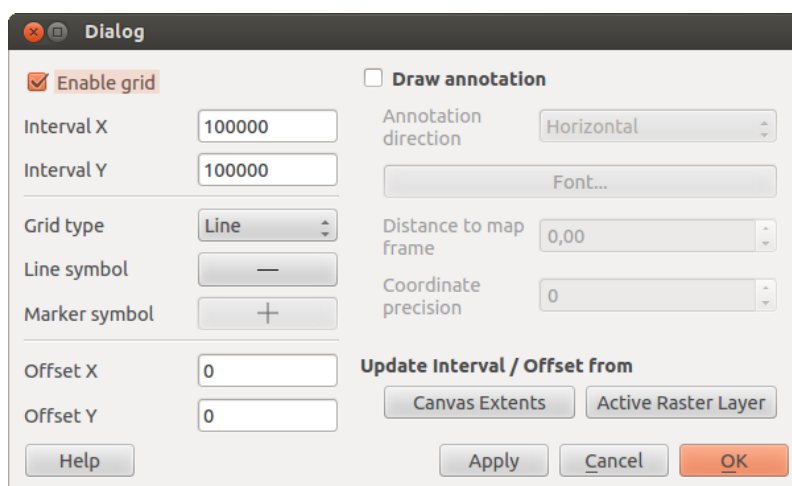 Dialog
Enable grid
Interval X 100000
Interval Y 100000
Grid type Line
Line symbol
Marker symbol
Offset X 0
Offset Y 0
Draw annotation
Annotation
direction
Horizontal
Font...
Distance to map
frame
0,00
Coordinate
precision
0
Update Interval / Offset from
Canvas Extents Active Raster Layer
Help Apply Cancel OK